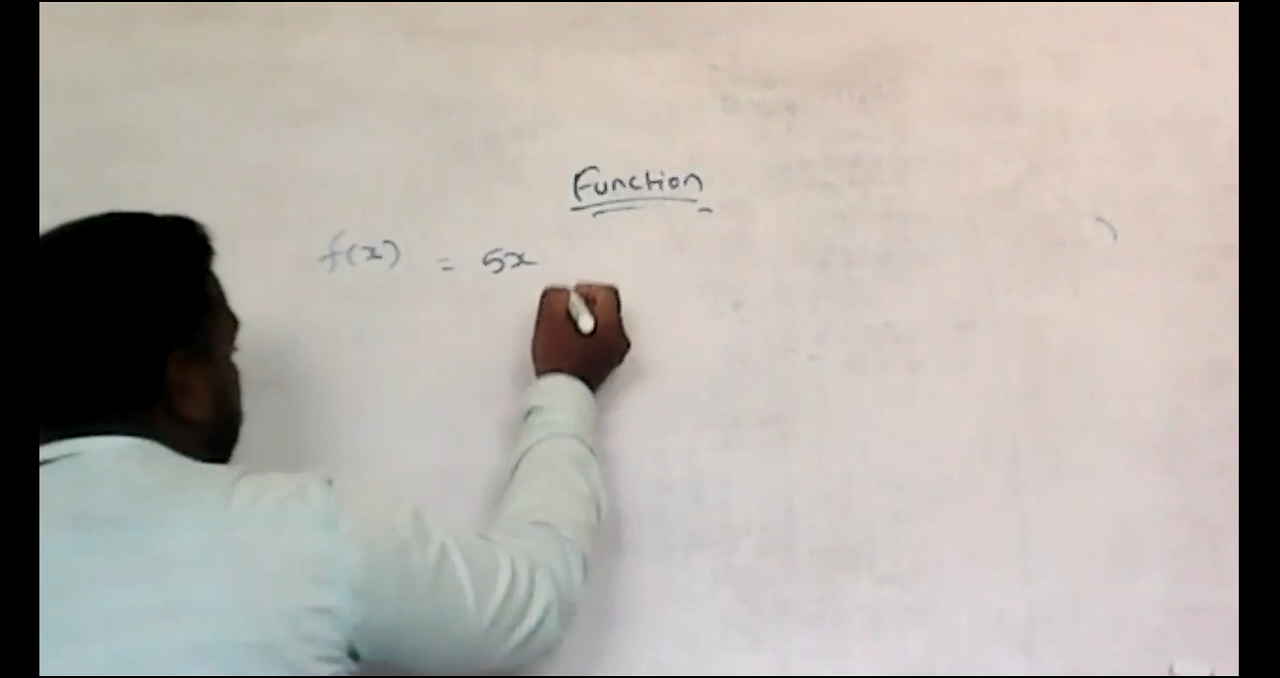 Function
f(x) = 5x